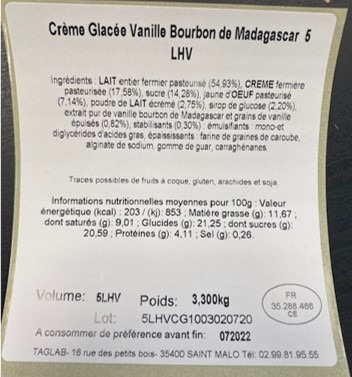 Crème Glacée Vanille Bourbon de Madagascar 5
LHV
Ingrédients : LAIT entier fermier pasteurisé (54,93%), CREME fermière
pasteurisée (17,58%), sucre (14,28%), jaune d'OEUF pasteurisé
(7,14%), poudre de LAIT écrémé (2,75%), sirop de glucose (2,20%),
extrait pur de vanille bourbon de Madagascar et grains de vanille
épuisés (0,82%), stabilisants (0,30%) : émulsifiants : mono-et
diglycérides d'acides gras, épaississants : farine de graines de caroube,
alginate de sodium, gomme de guar, carraghénanes.
Traces possibles de fruits à coque, gluten, arachides et soja.
Informations nutritionnelles moyennes pour 100g : Valeur
énergétique (kcal) : 203 / (kj): 853 ; Matière grasse (g): 11,67 ;
dont saturés (g): 9,01 ; Glucides (g): 21,25 ; dont sucres (g):
20,59 ; Protéines (g): 4,11 ; Sel (g): 0,26.
Volume: 5LHV Poids: 3,300kg
FR
35.288.466
CE
Lot: 5LHVCG1003020720
A consommer de préférence avant fin: 072022
TAGLAB- 16 rue des petits bois- 35400 SAINT MALO Tél: 02.99.81.95.55